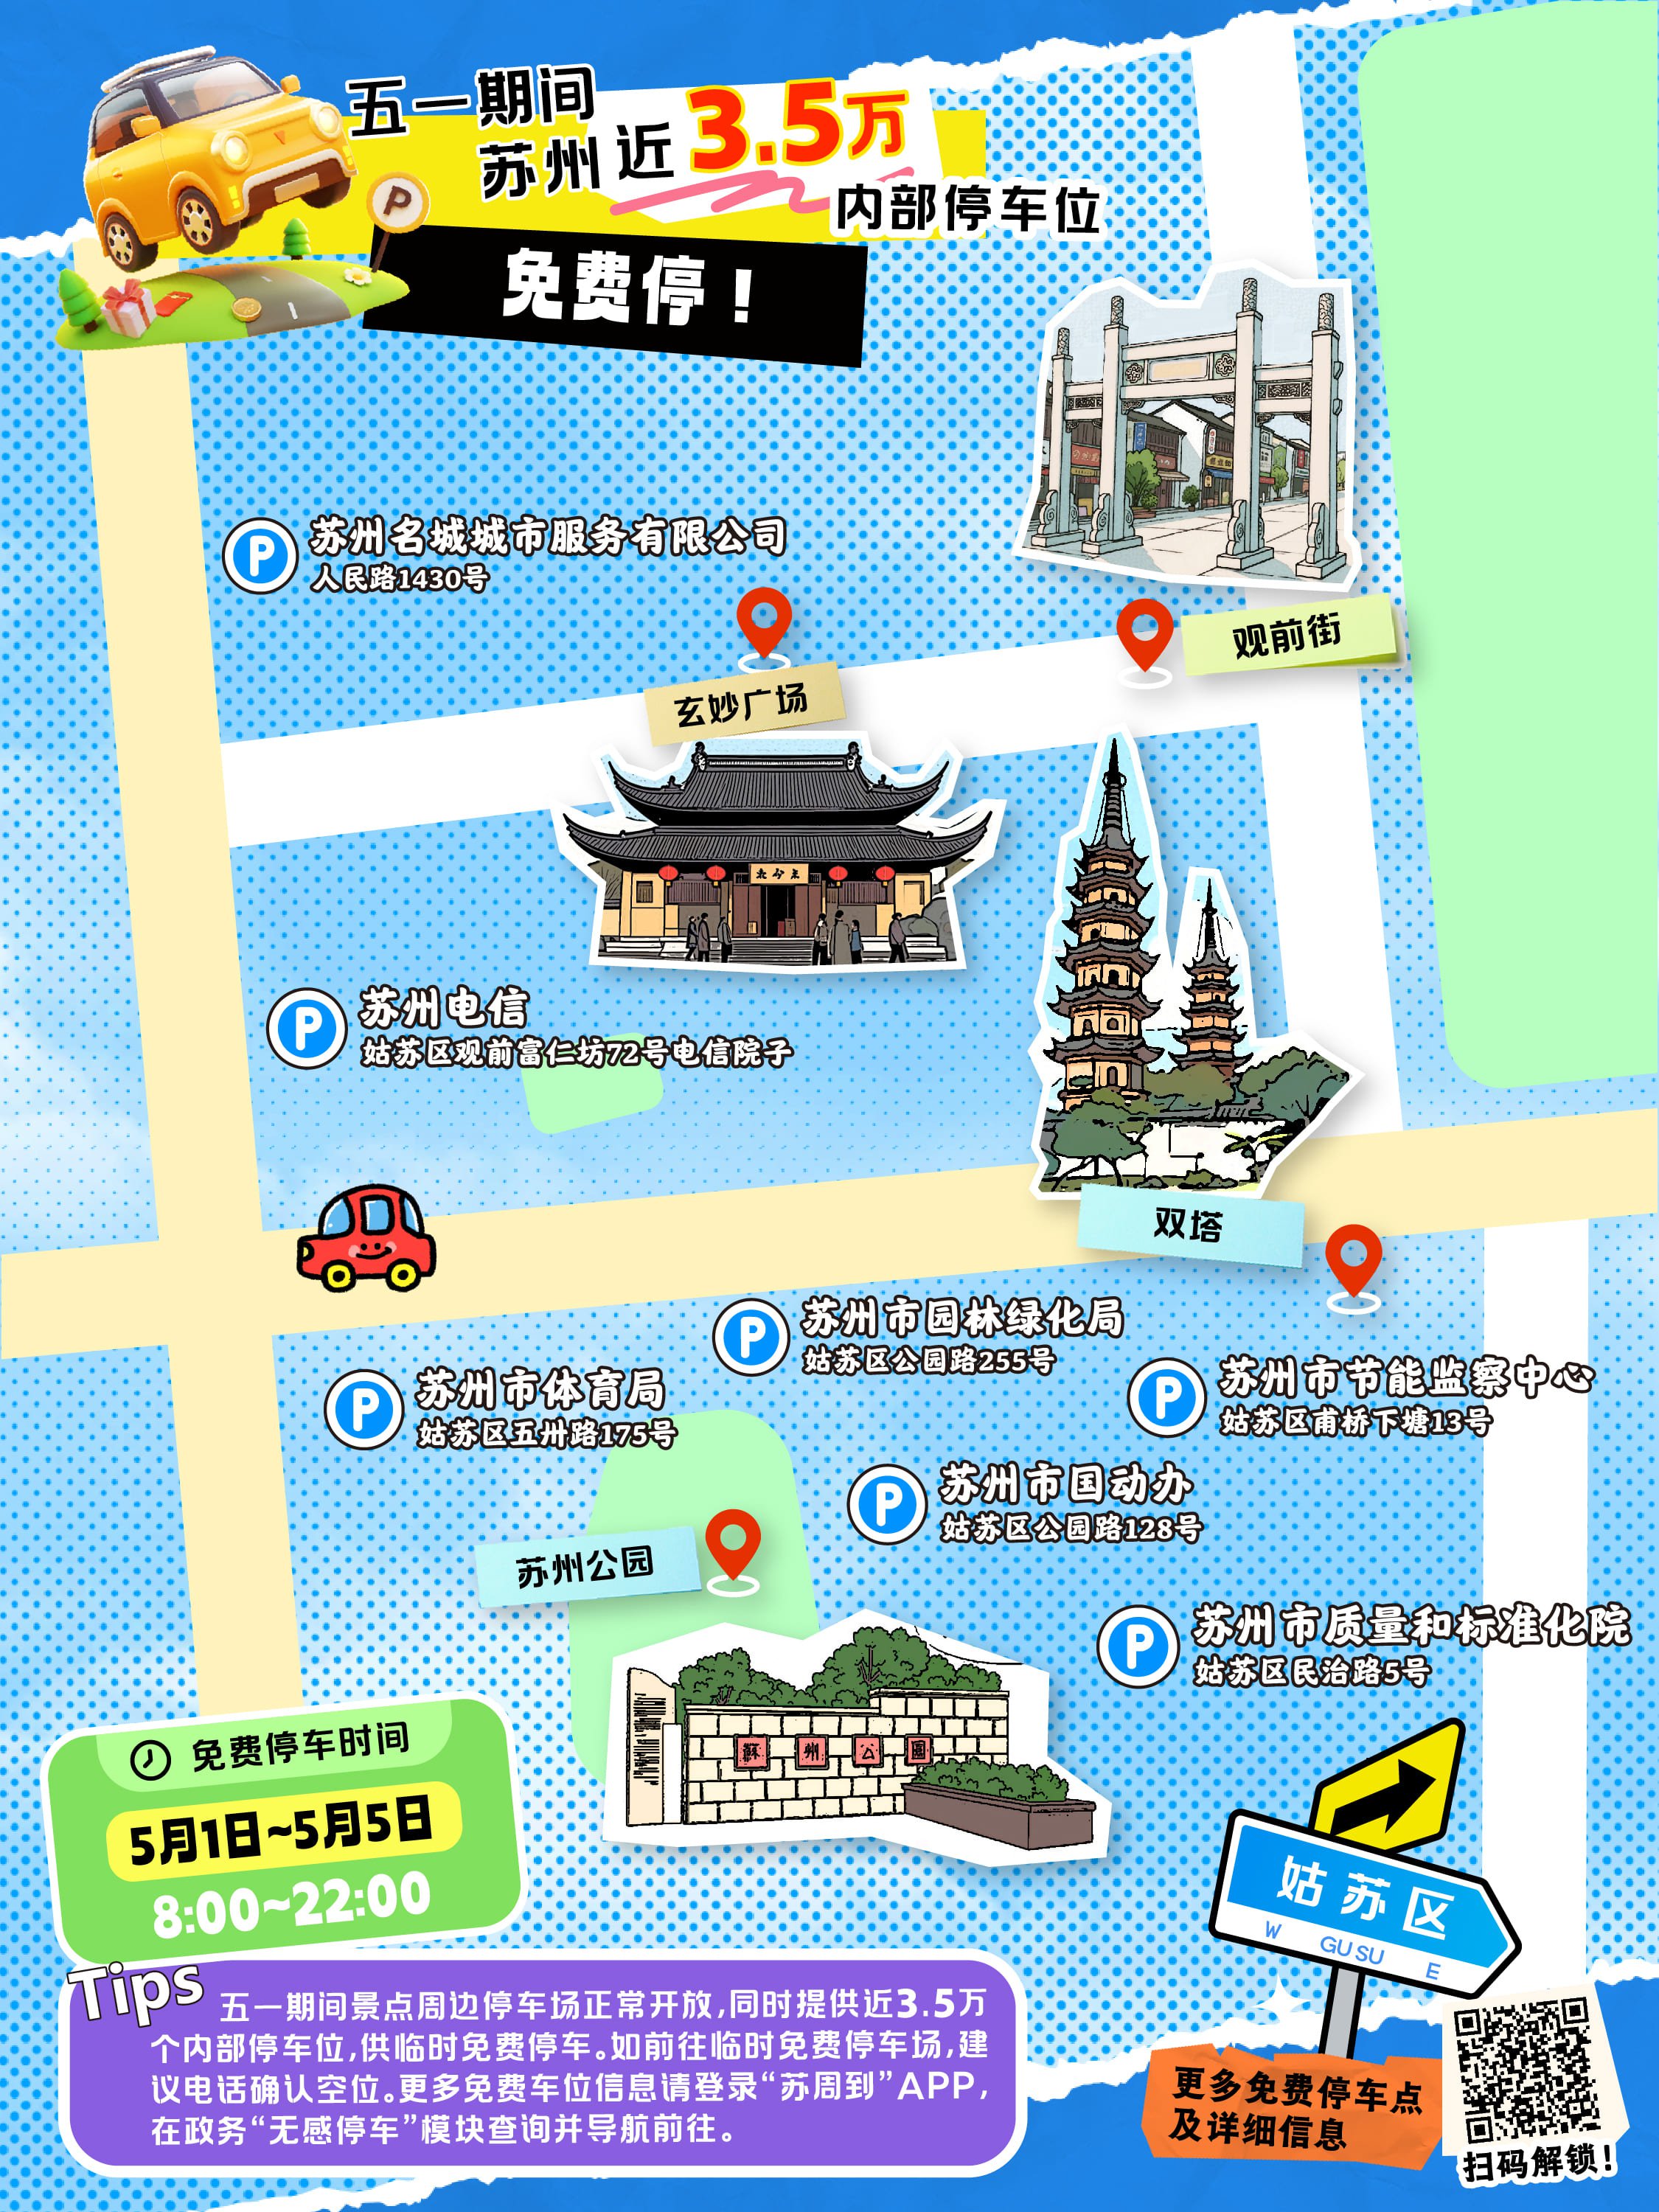 五一期间
苏州近3.5万
内部停车位
免费停！
苏州名城城市服务有限公司
人民路1430号
观前街
玄妙广场
苏州电信
姑苏区观前富仁坊72号电信院子
双塔
苏州市园林绿化局
姑苏区公园路255号
苏州市体育局
姑苏区五卅路175号
苏州市节能监察中心
姑苏区甫桥下塘13号
苏州市国动办
姑苏区公园路128号
苏州公园
苏州市质量和标准化院
姑苏区民治路5号
蘇州公園
免费停车时间
5月1日~5月5日
8:00~22:00
姑苏区
W GU SU E
Tips
五一期间景点周边停车场正常开放,同时提供近3.5万
个内部停车位,供临时免费停车。如前往临时免费停车场,建
议电话确认空位。更多免费车位信息请登录“苏周到”APP,
在政务“无感停车”模块查询并导航前往。
更多免费停车点
及详细信息
扫码解锁!